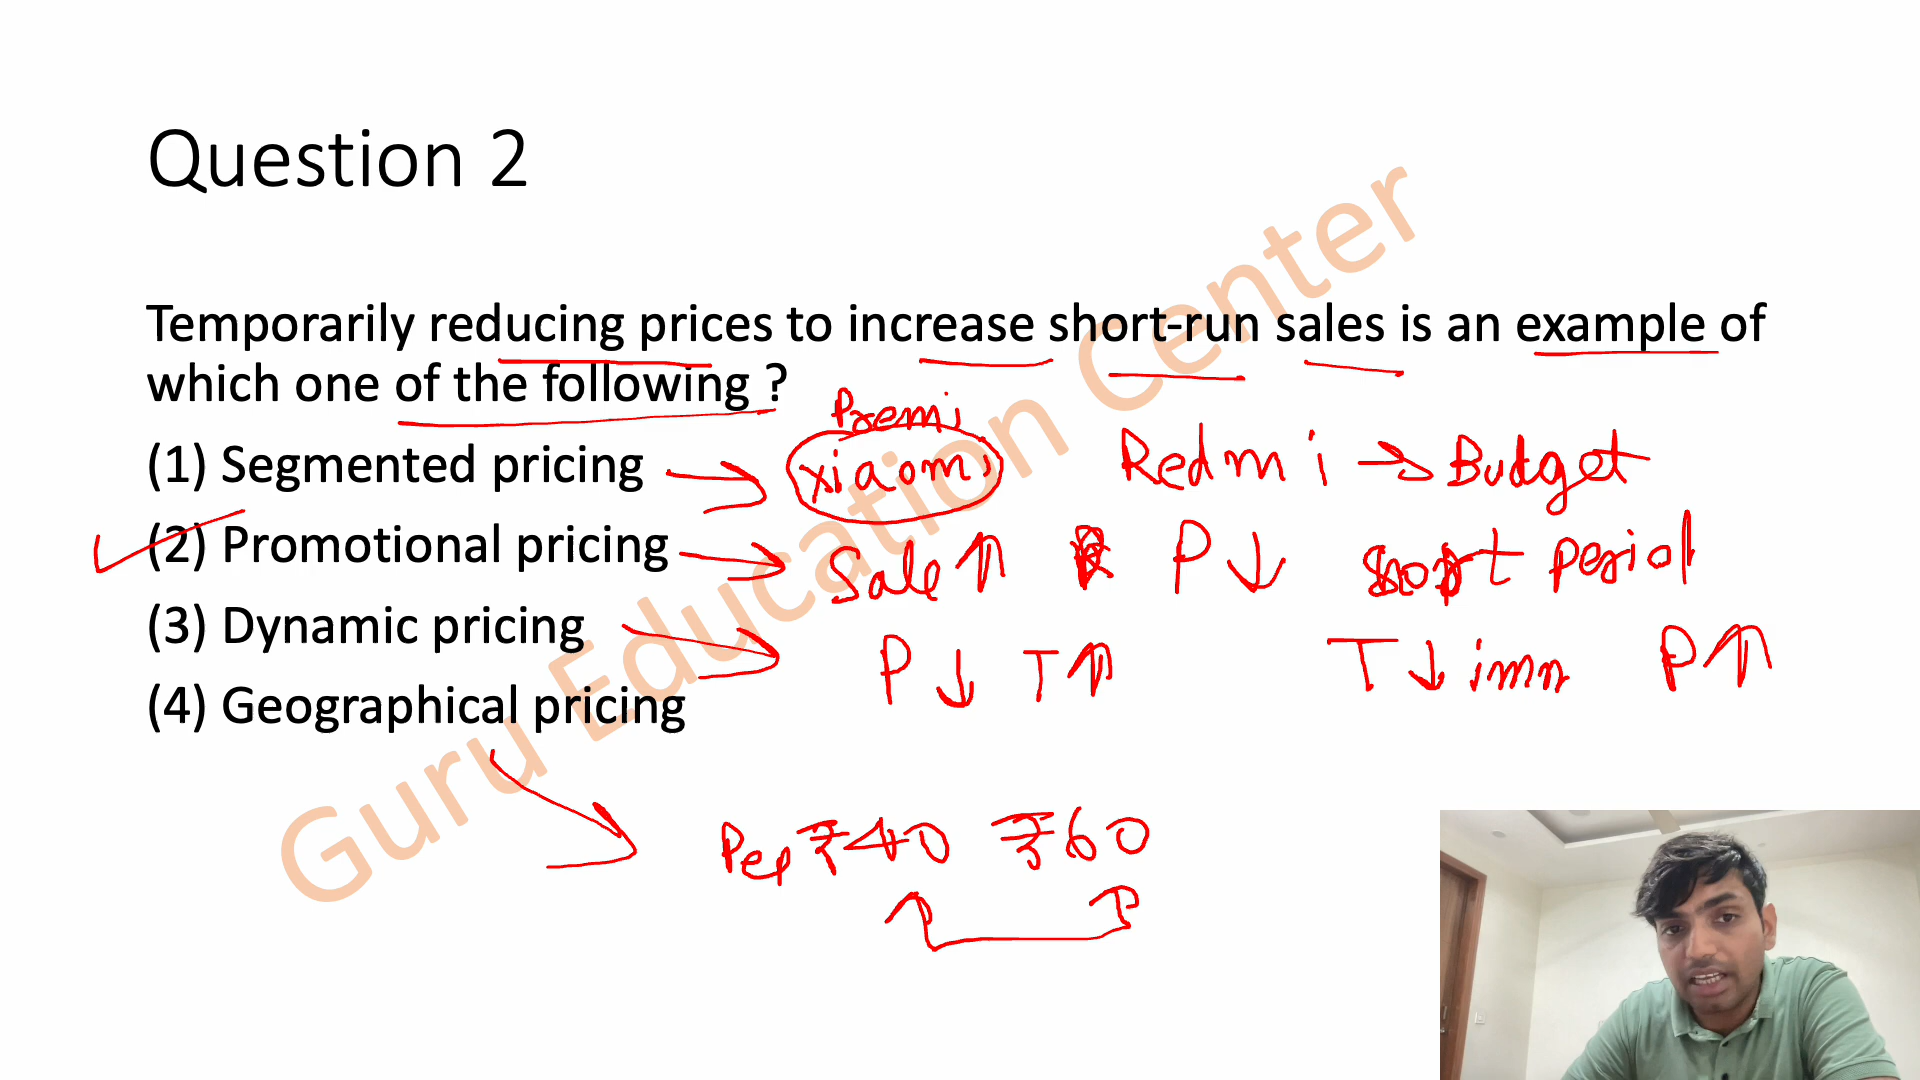 Question 2
Temporarily reducing prices to increase short-run sales is an example of
which one of the following ?
Premi
(1) Segmented pricing → xiaomi Redmi → Budget
(2) Promotional pricing → Sale ↑ P ↓ short period
(3) Dynamic pricing → P ↓ T ↑ T ↓ imn P ↑
(4) Geographical pricing
Pep ₹40 ₹60
Guru Education Center